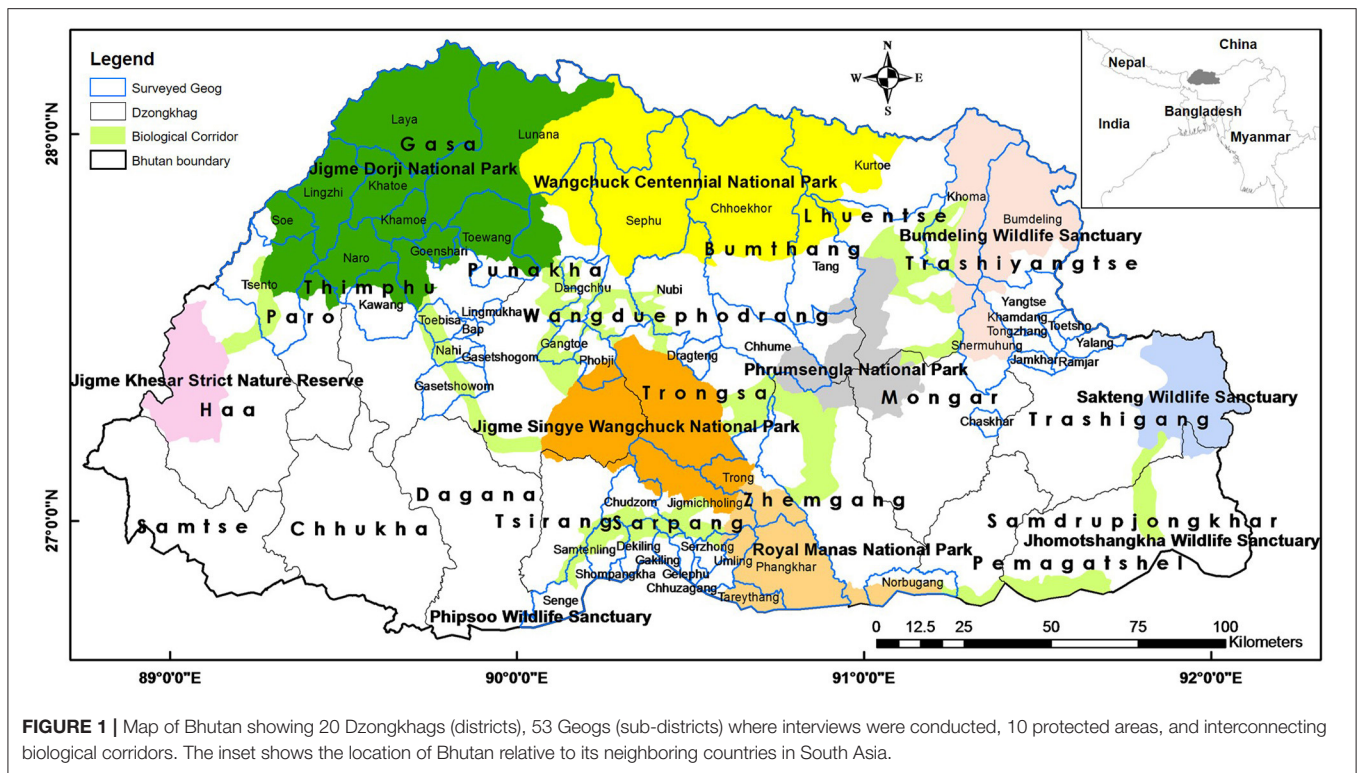 Legend
Surveyed Geog
Dzongkhag
Biological Corridor
Bhutan boundary
N
W E
S
China
Nepal
Bangladesh
India
Myanmar
28°0'0"N
27°0'0"N
Laya
Lunana
Gasa
Jigme Dorji National Park
Lingzhi
Khatoe
Soe
Khamoe
Goenshari
Toewang
Naro
Wangchuck Centennial National Park
Kurtoe
Sephu
Chhoekhor
Lhuentse
Khoma
Bumdeling
Bumdeling Wildlife Sanctuary
Bumthang
Tang
Trashiyangtse
Punakha
Tsento
Thimphu
Kawang
Dangchhu
Nubi
Paro
Toebisa
Lingmukha
Bap
Wangduephodrang
Yangtse
Khamdang
Tongzhang
Toetsho
Nahi
Gasetshogom
Gangtoe
Phobji
Dragteng
Chhume
Shermuhung
Yalang
Jamkhar
Ramjar
Jigme Khesar Strict Nature Reserve
Haa
Gasetshowom
Phrumsengla National Park
Trongsa
Mongar
Sakteng Wildlife Sanctuary
Chaskhar
Trashigang
Jigme Singye Wangchuck National Park
Trong
Dagana
Chudzom
Jigmichholing
Zhemgang
Samtse
Chhukha
Tsirang
Sarpang
Samdrupjongkhar
Samtenling
Dekiling
Serzhong
Royal Manas National Park
Jhomotshangkha Wildlife Sanctuary
Gakiling
Umling
Phangkhar
Pemagatshel
Shompangkha
Gelephu
Chhuzagang
Norbugang
Senge
Tareythang
Phipsoo Wildlife Sanctuary
0 12.5 25 50 75 100
Kilometers
89°0'0"E 90°0'0"E 91°0'0"E 92°0'0"E
FIGURE 1 | Map of Bhutan showing 20 Dzongkhags (districts), 53 Geogs (sub-districts) where interviews were conducted, 10 protected areas, and interconnecting
biological corridors. The inset shows the location of Bhutan relative to its neighboring countries in South Asia.